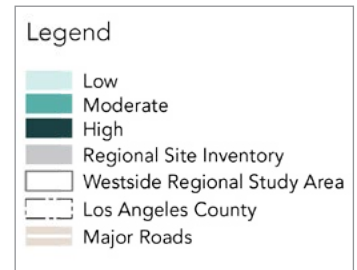 Legend
Low
Moderate
High
Regional Site Inventory
Westside Regional Study Area
Los Angeles County
Major Roads